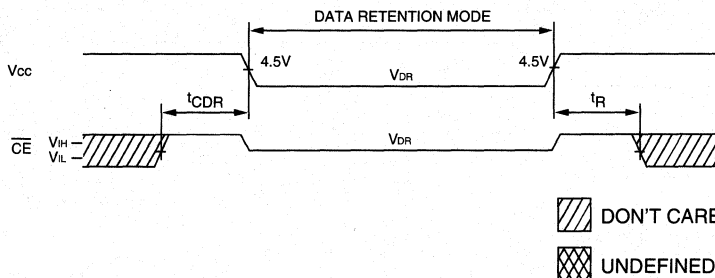 DATA RETENTION MODE
Vcc 4.5V VDR 4.5V
tCDR tR
CE VIH VIL VDR
DON'T CARE
UNDEFINED